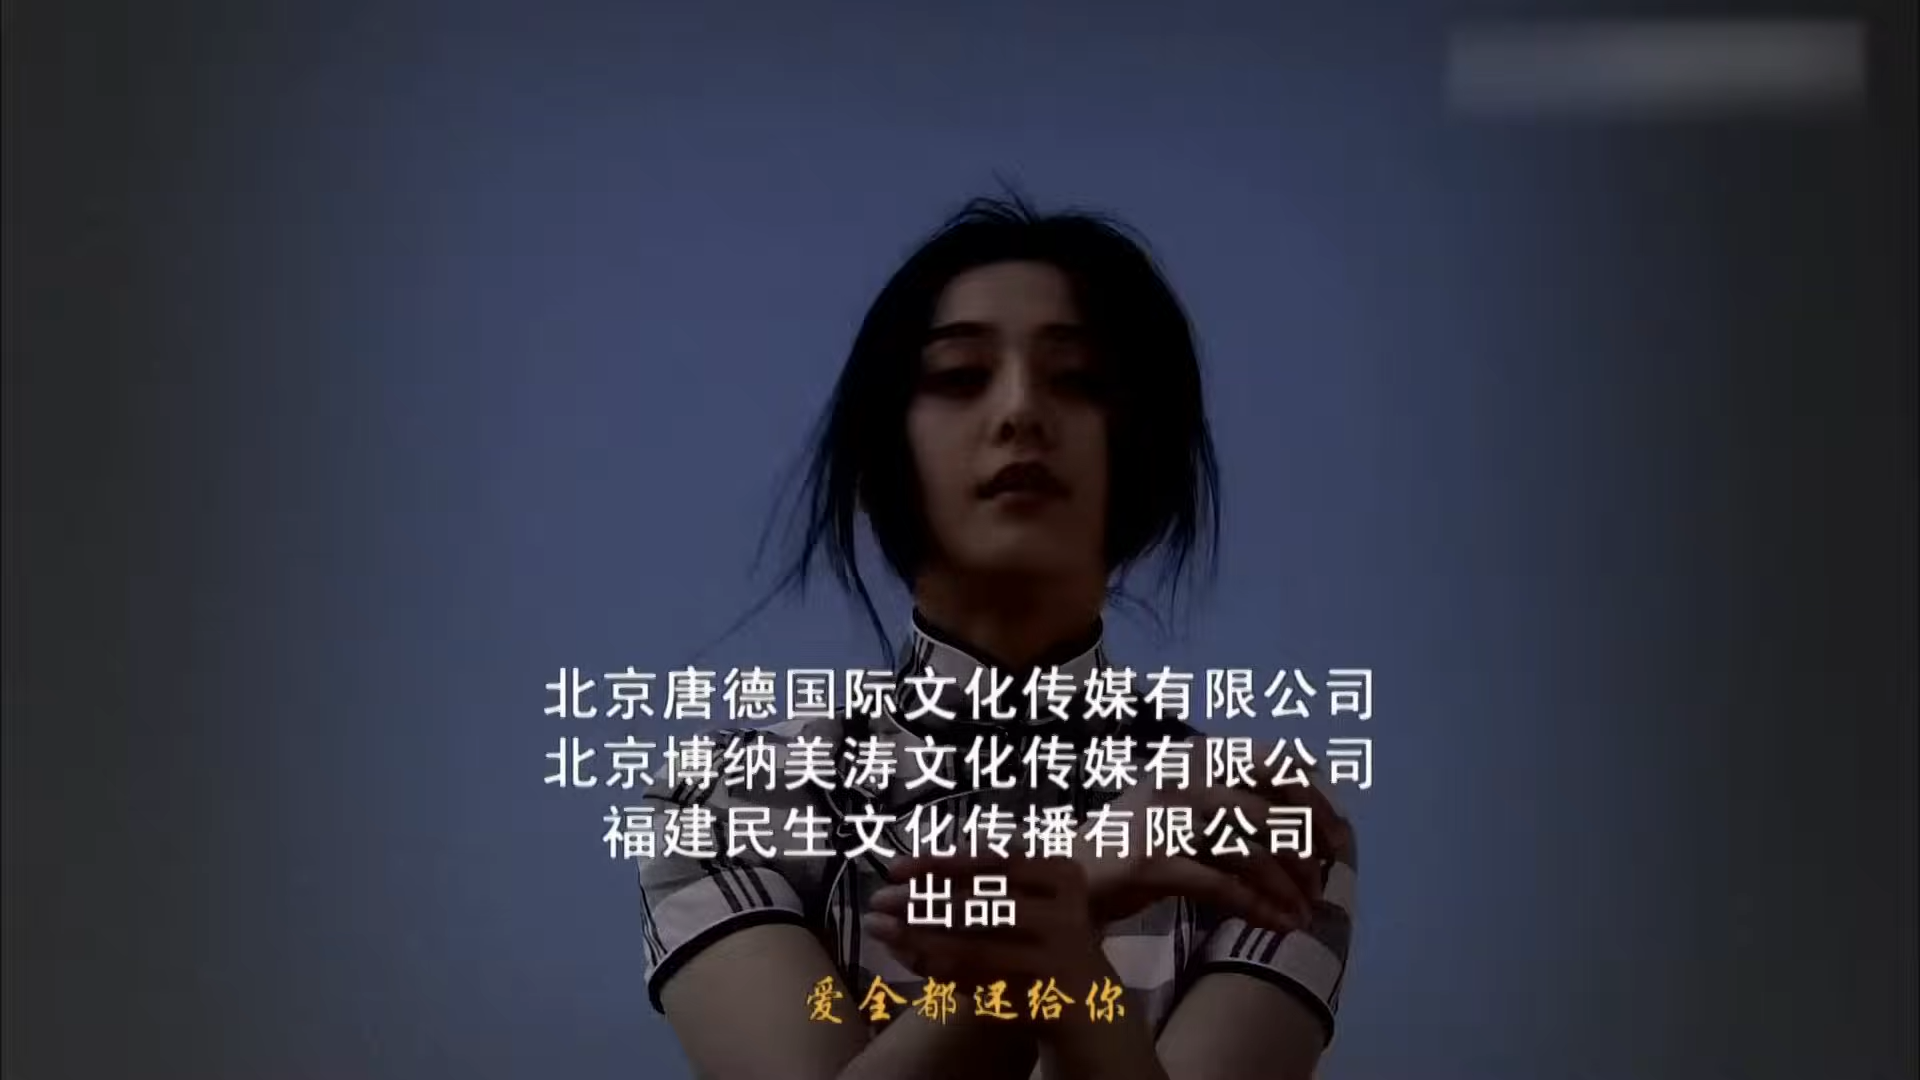 北京唐德国际文化传媒有限公司
北京博纳美涛文化传媒有限公司
福建民生文化传播有限公司
出品
爱全都还给你